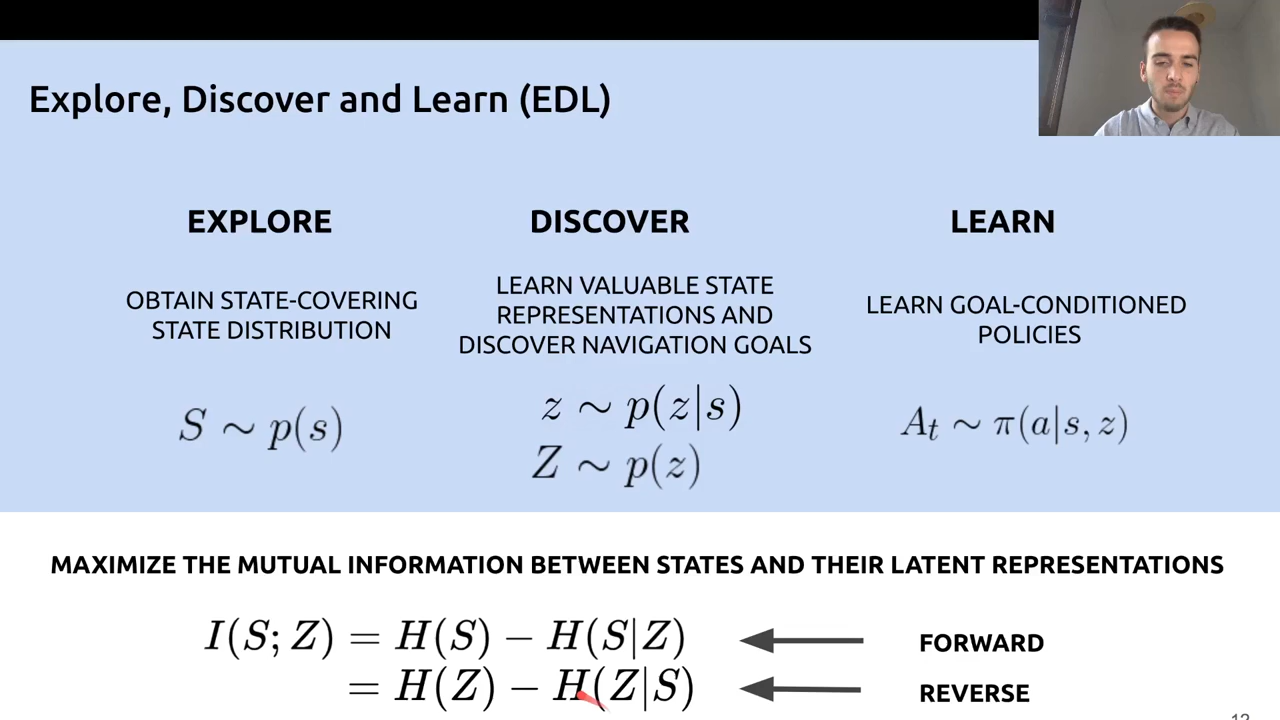 Explore, Discover and Learn (EDL)
EXPLORE
OBTAIN STATE-COVERING
STATE DISTRIBUTION
S ∼ p(s)
DISCOVER
LEARN VALUABLE STATE
REPRESENTATIONS AND
DISCOVER NAVIGATION GOALS
z ∼ p(z|s)
Z ∼ p(z)
LEARN
LEARN GOAL-CONDITIONED
POLICIES
A_t ∼ π(a|s, z)
MAXIMIZE THE MUTUAL INFORMATION BETWEEN STATES AND THEIR LATENT REPRESENTATIONS
I(S; Z) = H(S) − H(S|Z) FORWARD
= H(Z) − H(Z|S) REVERSE